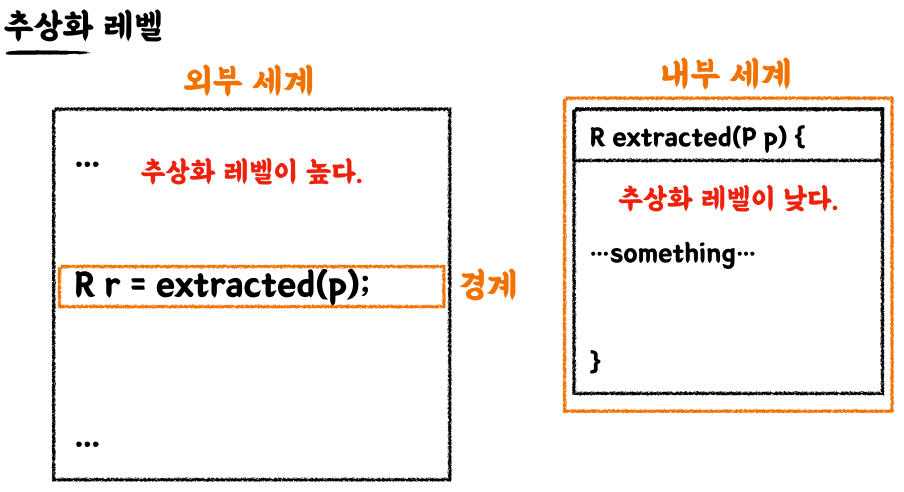 추상화 레벨
외부 세계
...
추상화 레벨이 높다.
R r = extracted(p);
경계
...
내부 세계
R extracted(P p) {
추상화 레벨이 낮다.
...something...
}